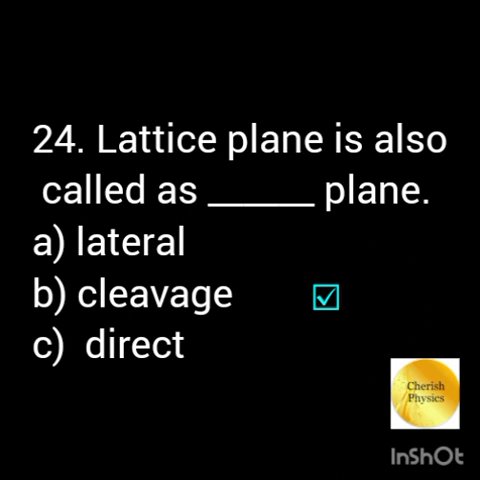 24. Lattice plane is also
called as ______ plane.
a) lateral
b) cleavage ☑
c) direct
Cherish
Physics
InShOt